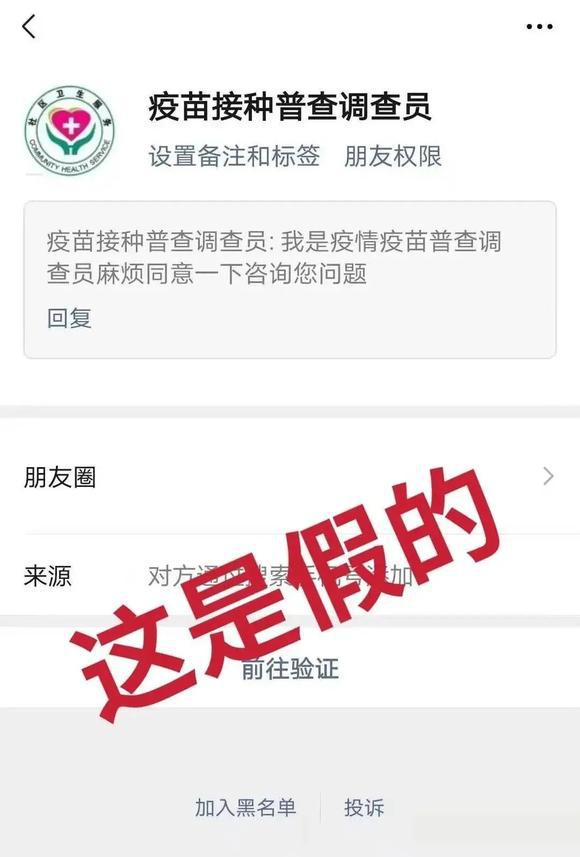 社区卫生服务
COMMUNITY HEALTH SERVICE
疫苗接种普查调查员
设置备注和标签 朋友权限
疫苗接种普查调查员: 我是疫情疫苗普查调
查员麻烦同意一下咨询您问题
回复
朋友圈
来源 对方通过搜索手机号添加
这是假的
前往验证
加入黑名单 投诉